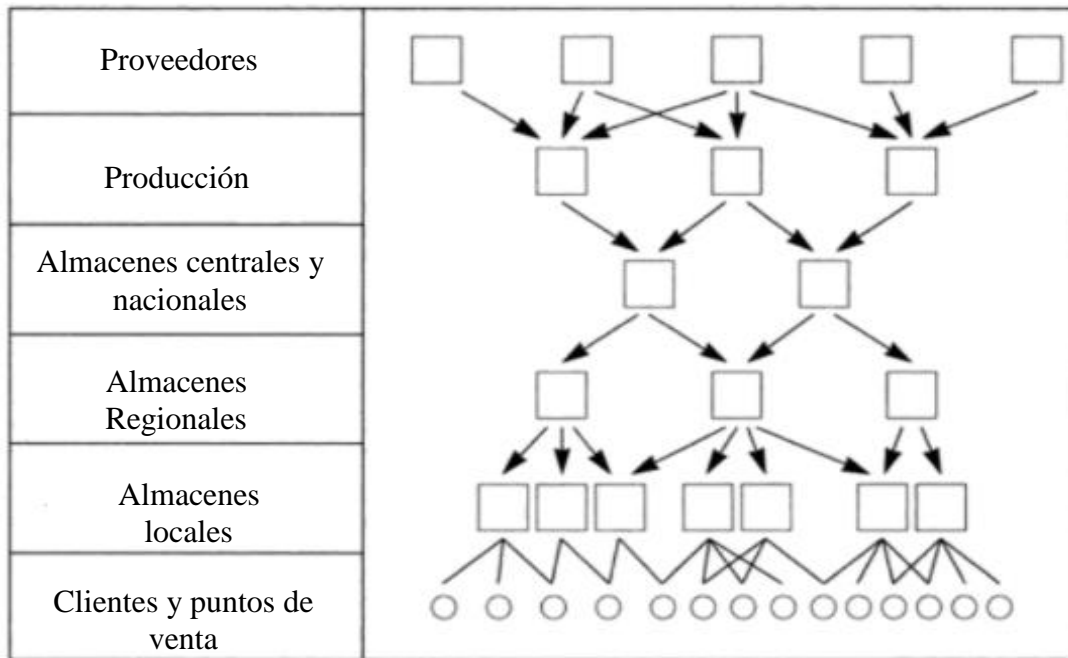 Proveedores
Producción
Almacenes centrales y
nacionales
Almacenes
Regionales
Almacenes
locales
Clientes y puntos de
venta